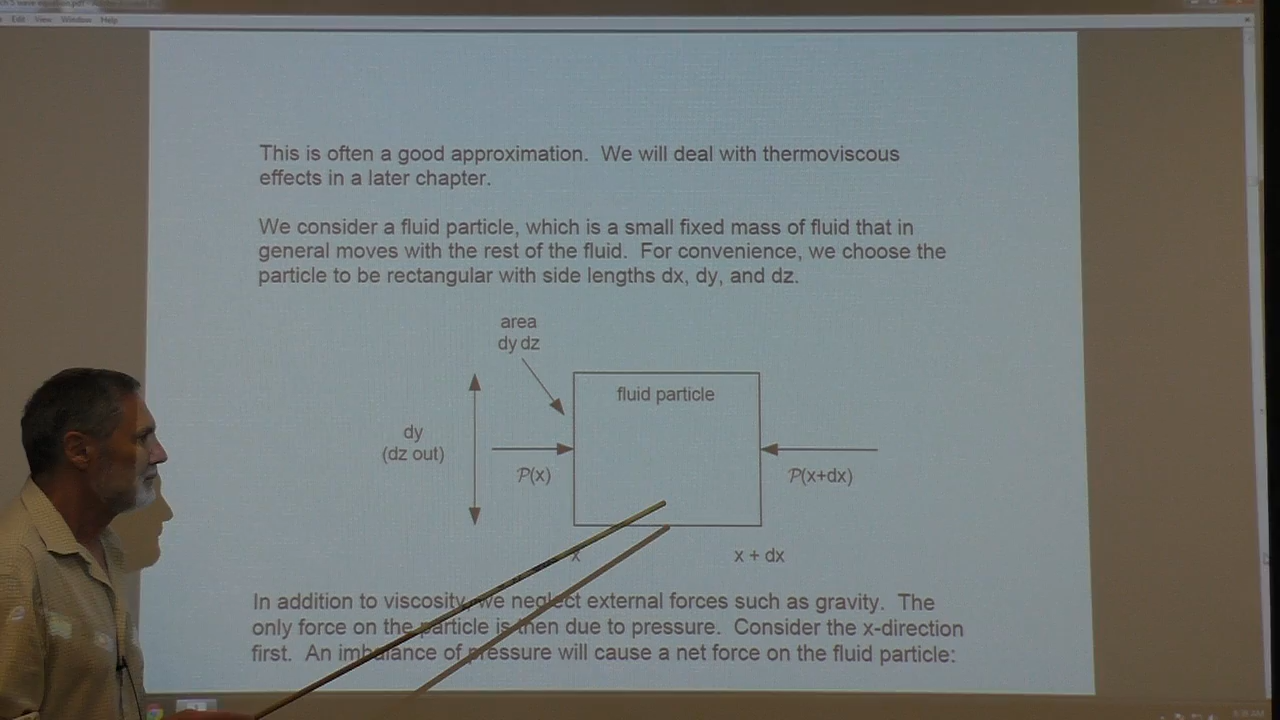 Edit View Window Help
This is often a good approximation. We will deal with thermoviscous
effects in a later chapter.
We consider a fluid particle, which is a small fixed mass of fluid that in
general moves with the rest of the fluid. For convenience, we choose the
particle to be rectangular with side lengths dx, dy, and dz.
area
dy dz
fluid particle
dy
(dz out)
P(x)
P(x+dx)
x
x + dx
In addition to viscosity, we neglect external forces such as gravity. The
only force on the particle is then due to pressure. Consider the x-direction
first. An imbalance of pressure will cause a net force on the fluid particle: